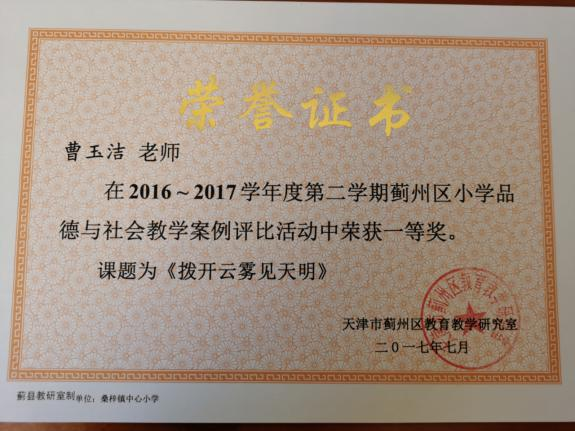 荣誉证书
曹玉洁 老师
在2016～2017学年度第二学期蓟州区小学品
德与社会教学案例评比活动中荣获一等奖。
课题为《拨开云雾见天明》
天津市蓟州区教育教学研究室
二0一七年七月
蓟县教研室制单位：桑梓镇中心小学